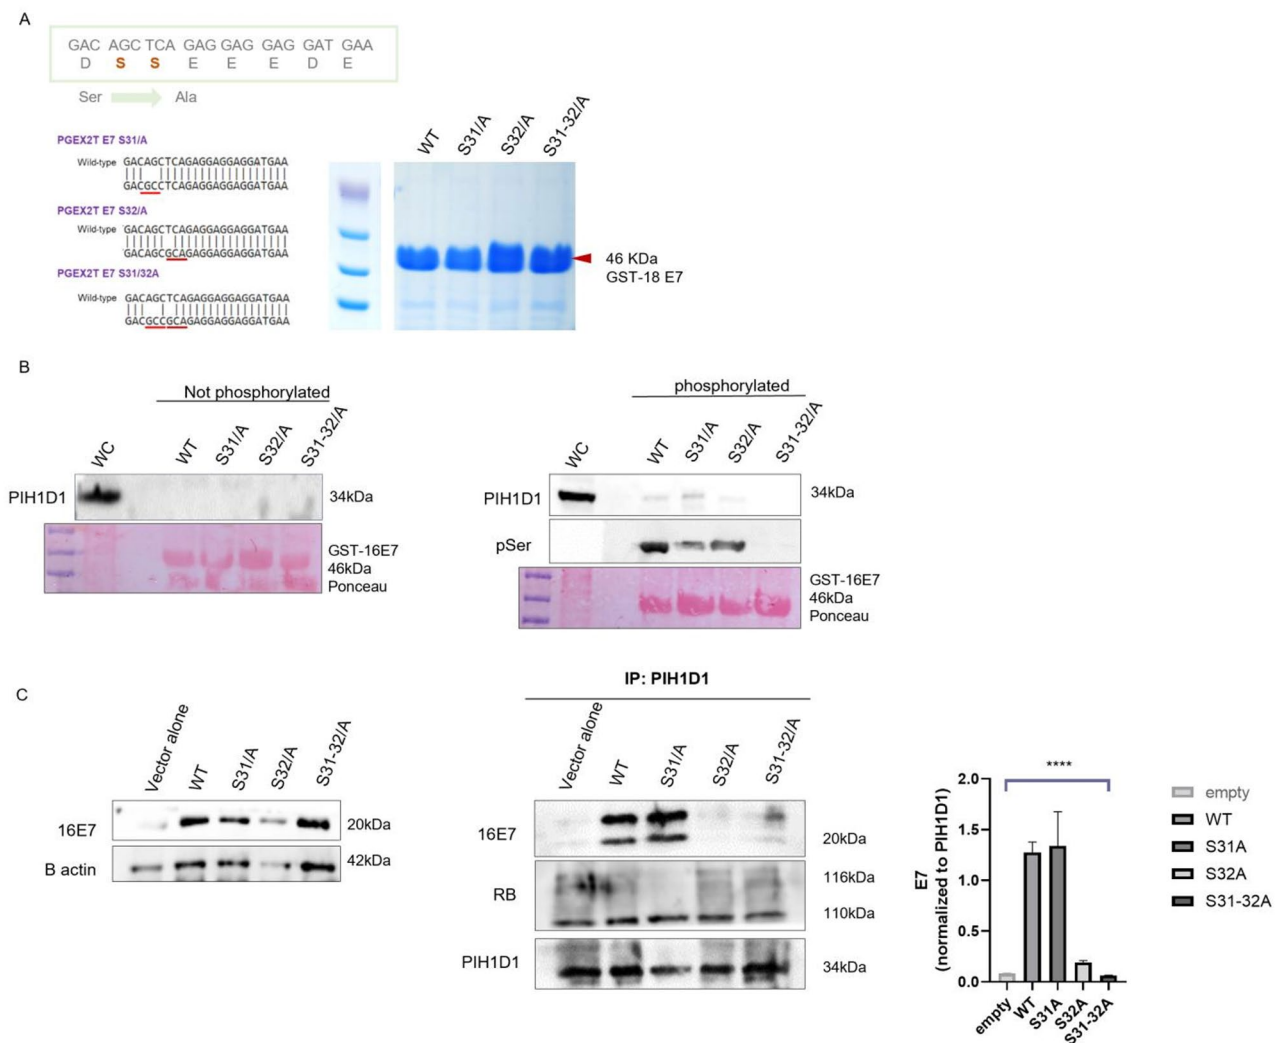 A
GAC AGC TCA GAG GAG GAG GAT GAA
D S S E E E D E
Ser Ala
PGEX2T E7 S31/A
Wild-type GACAGCTCAGAGGAGGAGGATGAA
GACGCCTCAGAGGAGGAGGATGAA
PGEX2T E7 S32/A
Wild-type GACAGCTCAGAGGAGGAGGATGAA
GACAGCGCAGAGGAGGAGGATGAA
PGEX2T E7 S31/32A
Wild-type GACAGCTCAGAGGAGGAGGATGAA
GACGCCGCAGAGGAGGAGGATGAA
WT S31/A S32/A S31-32/A
46 KDa
GST-18 E7
B
Not phosphorylated
WC WT S31/A S32/A S31-32/A
PIH1D1 34kDa
GST-16E7
46kDa
Ponceau
phosphorylated
WC WT S31/A S32/A S31-32/A
PIH1D1 34kDa
pSer
GST-16E7
46kDa
Ponceau
C
Vector alone WT S31/A S32/A S31-32/A
16E7 20kDa
B actin 42kDa
IP: PIH1D1
Vector alone WT S31/A S32/A S31-32/A
16E7 20kDa
RB 116kDa
110kDa
PIH1D1 34kDa
****
E7
(normalized to PIH1D1)
2.0
1.5
1.0
0.5
0.0
empty WT S31A S32A S31-32A
empty
WT
S31A
S32A
S31-32A